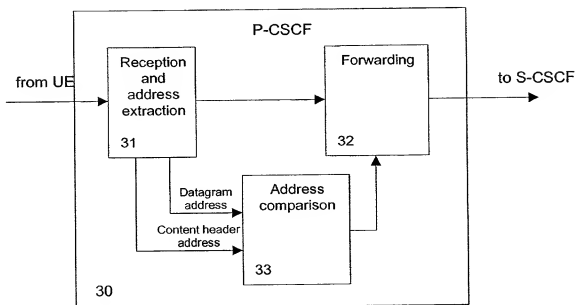 P-CSCF
from UE
Reception
and
address
extraction
31
Forwarding
32
to S-CSCF
Datagram
address
Content header
address
Address
comparison
33
30